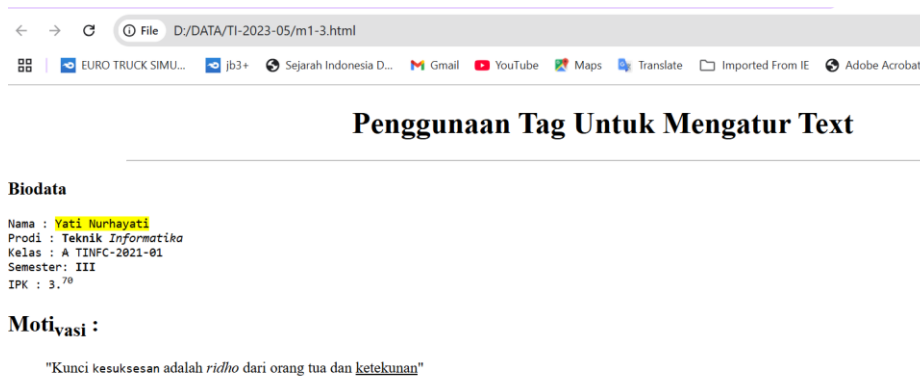 File D:/DATA/TI-2023-05/m1-3.html
EURO TRUCK SIMU... jb3+ Sejarah Indonesia D... Gmail YouTube Maps Translate Imported From IE Adobe Acrobat
Penggunaan Tag Untuk Mengatur Text
Biodata
Nama : Yati Nurhayati
Prodi : Teknik Informatika
Kelas : A TINFC-2021-01
Semester: III
IPK : 3.70
Motivasi :
"Kunci kesuksesan adalah ridho dari orang tua dan ketekunan"